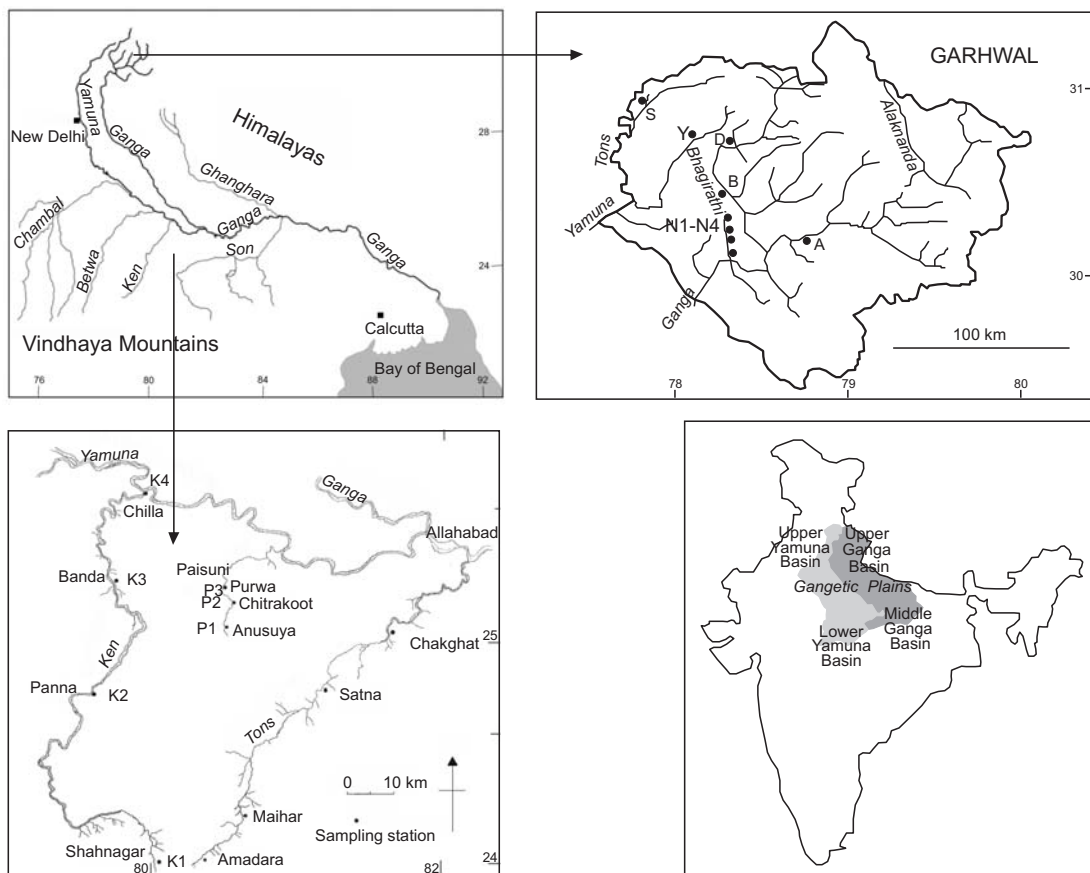 Yamuna
New Delhi
Ganga
Himalayas
Ghanghara
Chambal
Betwa
Ken
Ganga
Son
Ganga
Calcutta
Vindhaya Mountains
Bay of Bengal
28
24
76
80
84
88
92
GARHWAL
31
S
Tons
Y
D
Alaknanda
Bhagirathi
B
Yamuna
N1-N4
A
30
Ganga
100 km
78
79
80
Yamuna
K4
Chilla
Ganga
Allahabad
Banda
K3
Paisuni
P3
Purwa
P2
Chitrakoot
P1
Anusuya
Chakghat
25
Ken
Panna
K2
Satna
Tons
0 10 km
Maihar
Sampling station
Shahnagar
K1
Amadara
80
82
24
Upper
Yamuna
Basin
Upper
Ganga
Basin
Gangetic Plains
Lower
Yamuna
Basin
Middle
Ganga
Basin